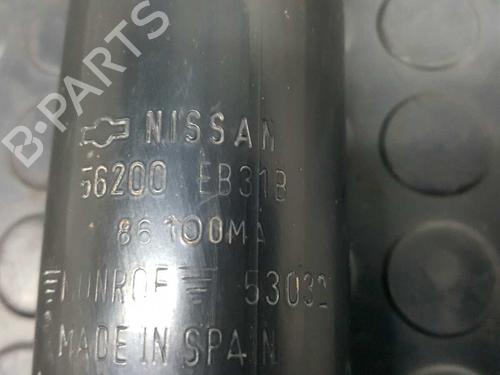 B-PARTS
NISSAN
56200 EB31B
86100MA
MONROE 53032
MADE IN SPAIN